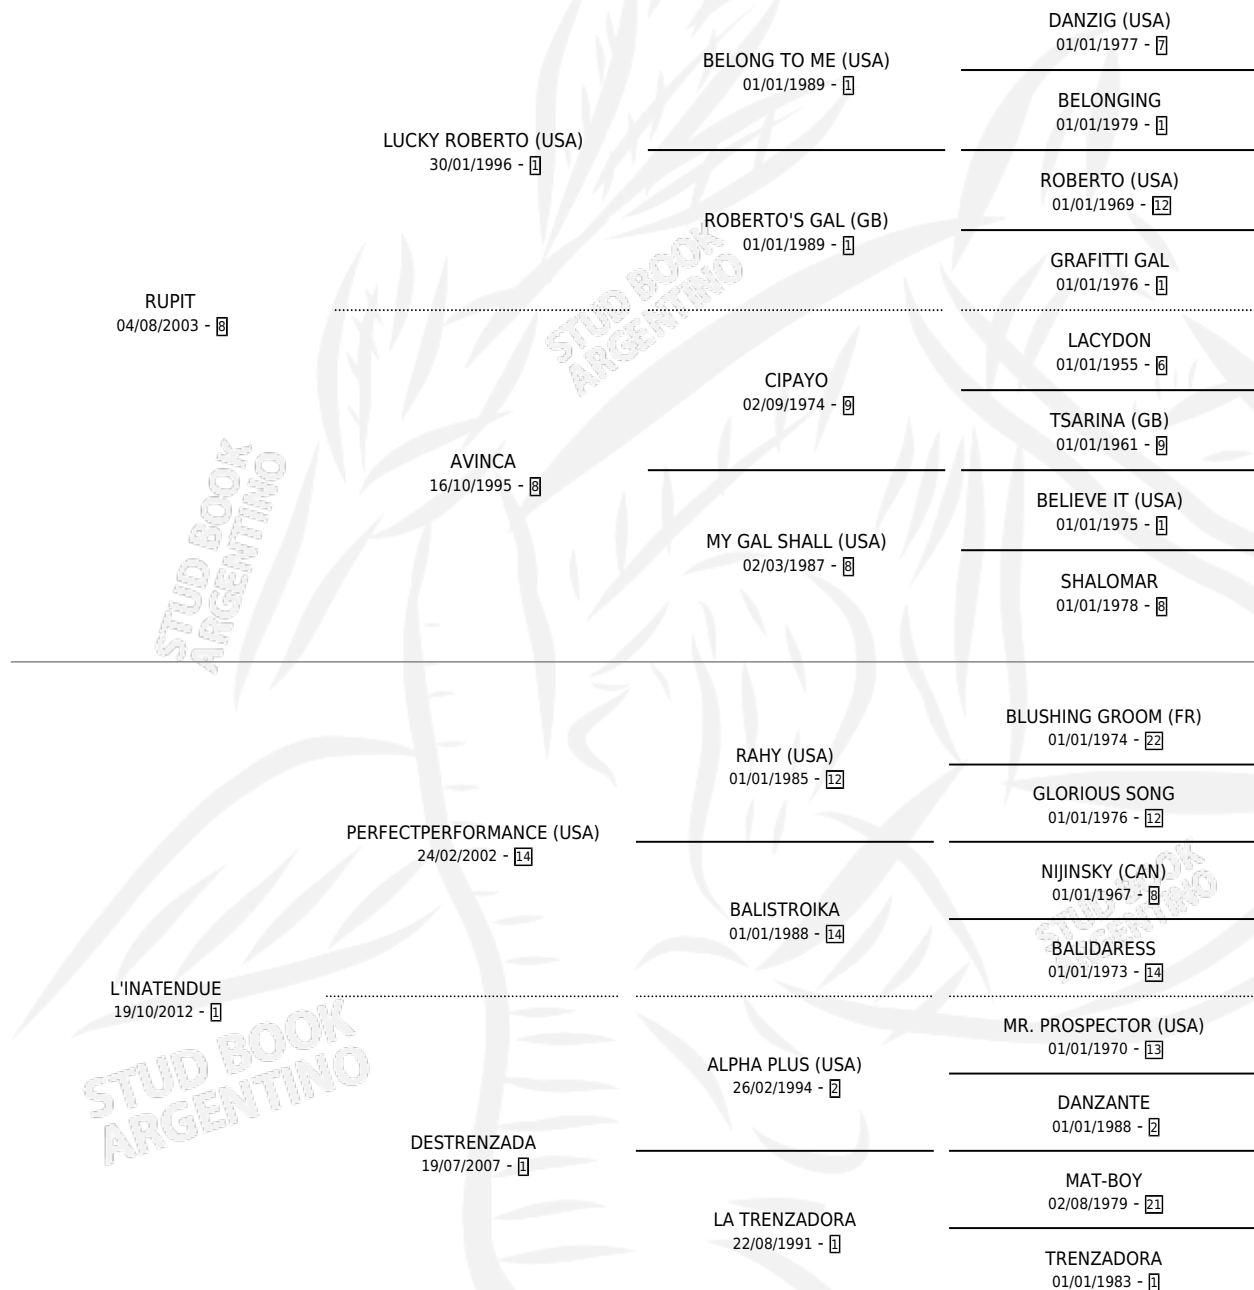 DANZIG (USA)
01/01/1977 - 7
BELONG TO ME (USA)
01/01/1989 - 1
BELONGING
01/01/1979 - 1
LUCKY ROBERTO (USA)
30/01/1996 - 1
ROBERTO (USA)
01/01/1969 - 12
ROBERTO'S GAL (GB)
01/01/1989 - 1
GRAFITTI GAL
01/01/1976 - 1
RUPIT
04/08/2003 - 8
STUD BOOK
ARGENTINO
LACYDON
01/01/1955 - 6
CIPAYO
02/09/1974 - 9
TSARINA (GB)
01/01/1961 - 9
AVINCA
16/10/1995 - 8
STUD BOOK
ARGENTINO
BELIEVE IT (USA)
01/01/1975 - 1
MY GAL SHALL (USA)
02/03/1987 - 8
SHALOMAR
01/01/1978 - 8
BLUSHING GROOM (FR)
01/01/1974 - 22
RAHY (USA)
01/01/1985 - 12
GLORIOUS SONG
01/01/1976 - 12
PERFECTPERFORMANCE (USA)
24/02/2002 - 14
NIJINSKY (CAN)
01/01/1967 - 8
STUD BOOK
ARGENTINO
BALISTROIKA
01/01/1988 - 14
BALIDARESS
01/01/1973 - 14
L'INATENDUE
19/10/2012 - 1
STUD BOOK
ARGENTINO
MR. PROSPECTOR (USA)
01/01/1970 - 13
ALPHA PLUS (USA)
26/02/1994 - 2
DANZANTE
01/01/1988 - 2
DESTRENZADA
19/07/2007 - 1
MAT-BOY
02/08/1979 - 21
LA TRENZADORA
22/08/1991 - 1
TRENZADORA
01/01/1983 - 1